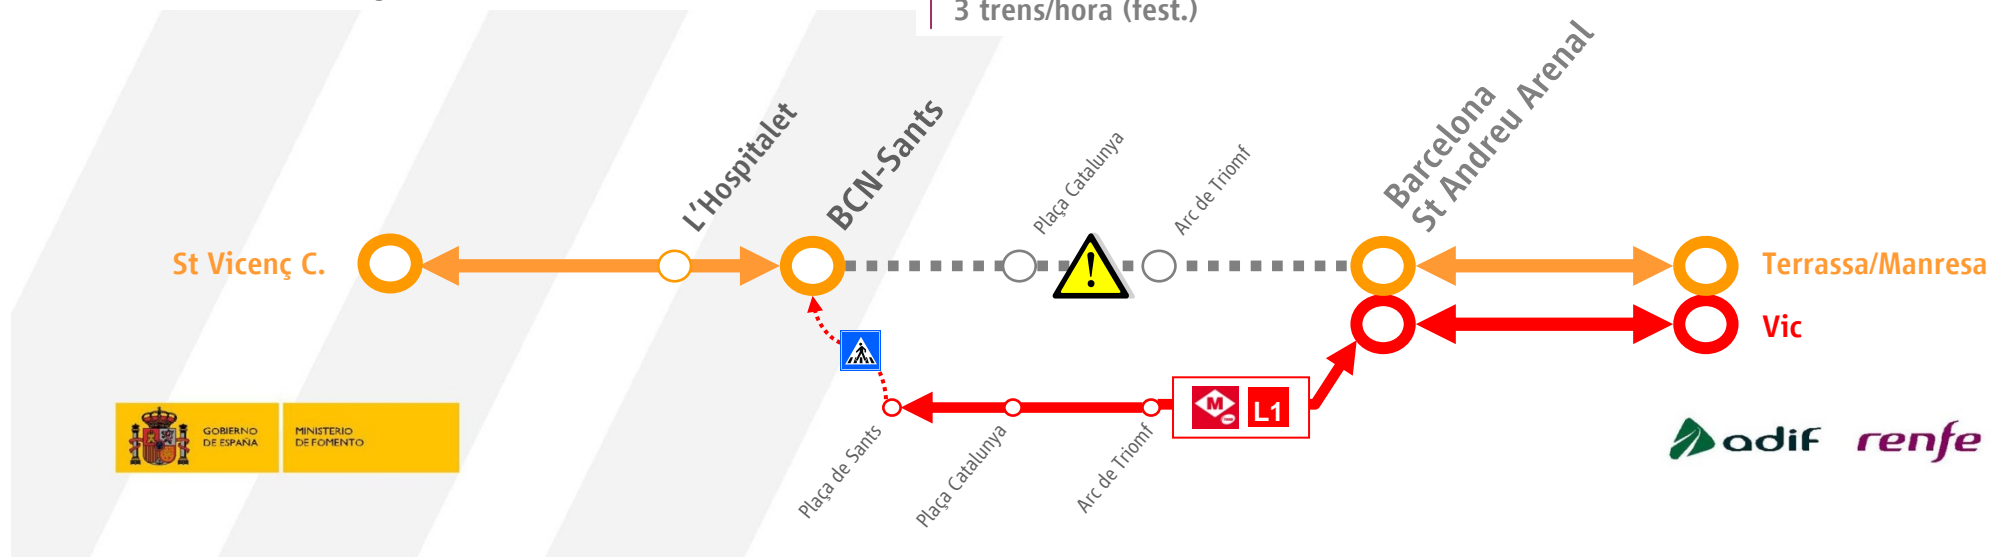 3 trens/hora (fest.)
L'Hospitalet
BCN-Sants
Plaça Catalunya
Arc de Triomf
Barcelona
St Andreu Arenal
St Vicenç C.
Terrassa/Manresa
Vic
M
L1
Plaça de Sants
Plaça Catalunya
Arc de Triomf
GOBIERNO
DE ESPAÑA
MINISTERIO
DE FOMENTO
adif
renfe